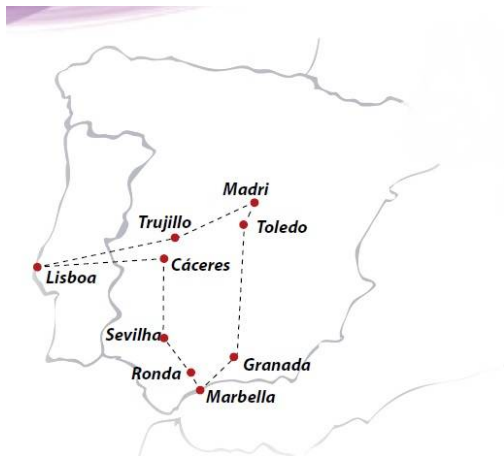 Madri
Trujillo
Toledo
Cáceres
Lisboa
Sevilha
Granada
Ronda
Marbella